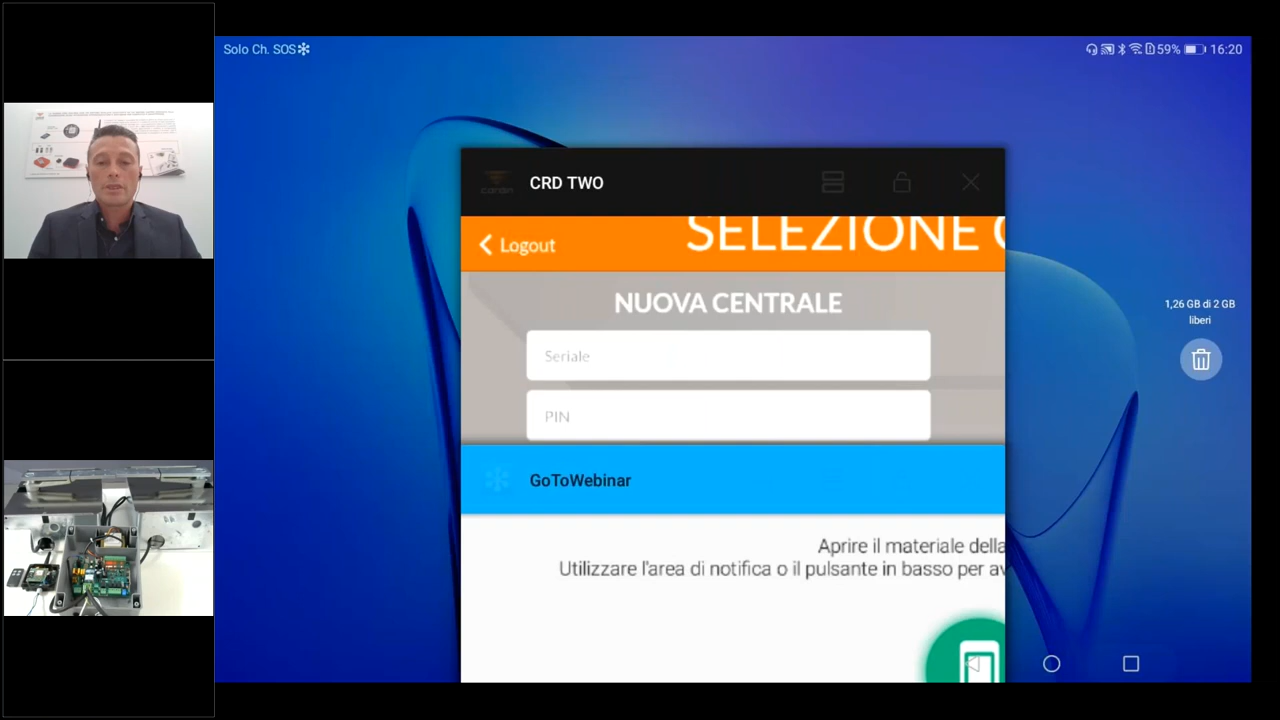 Solo Ch. SOS
59% 16:20
CRD TWO
Logout
SELEZIONE
NUOVA CENTRALE
Seriale
PIN
1,26 GB di 2 GB
liberi
GoToWebinar
Aprire il materiale della
Utilizzare l'area di notifica o il pulsante in basso per av